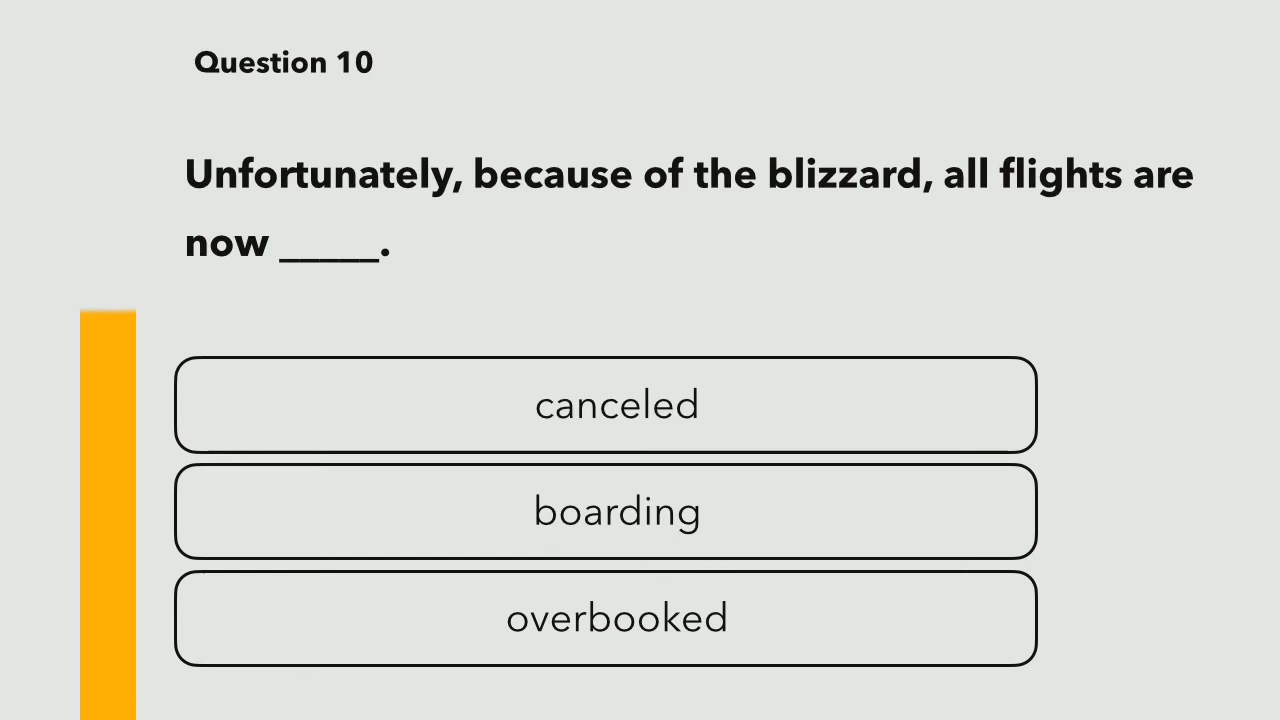 Question 10
Unfortunately, because of the blizzard, all flights are
now _____.
canceled
boarding
overbooked